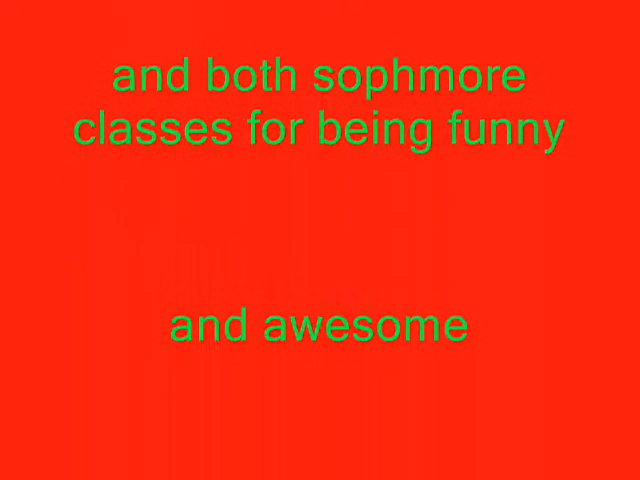 and both sophmore
classes for being funny
and awesome